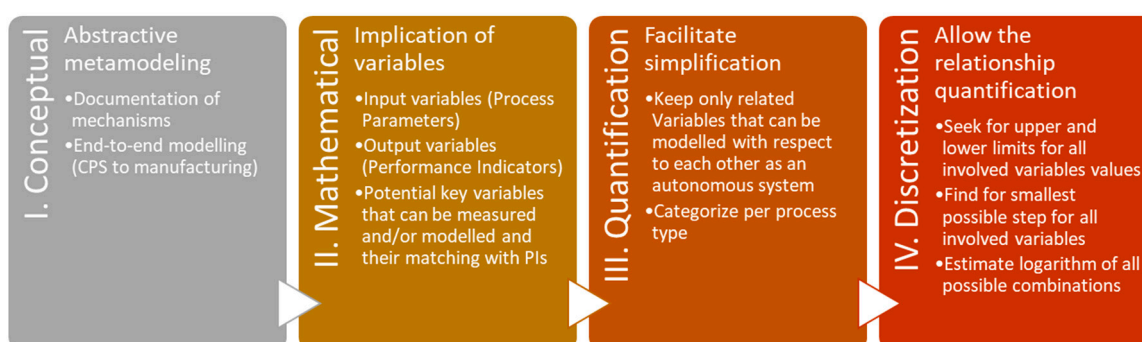 I. Conceptual
Abstractive
metamodeling
•Documentation of
mechanisms
•End-to-end modelling
(CPS to manufacturing)
II. Mathematical
Implication of
variables
•Input variables (Process
Parameters)
•Output variables
(Performance Indicators)
•Potential key variables
that can be measured
and/or modelled and
their matching with PIs
III. Quantification
Facilitate
simplification
•Keep only related
Variables that can be
modelled with respect
to each other as an
autonomous system
•Categorize per process
type
IV. Discretization
Allow the
relationship
quantification
•Seek for upper and
lower limits for all
involved variables values
•Find for smallest
possible step for all
involved variables
•Estimate logarithm of all
possible combinations